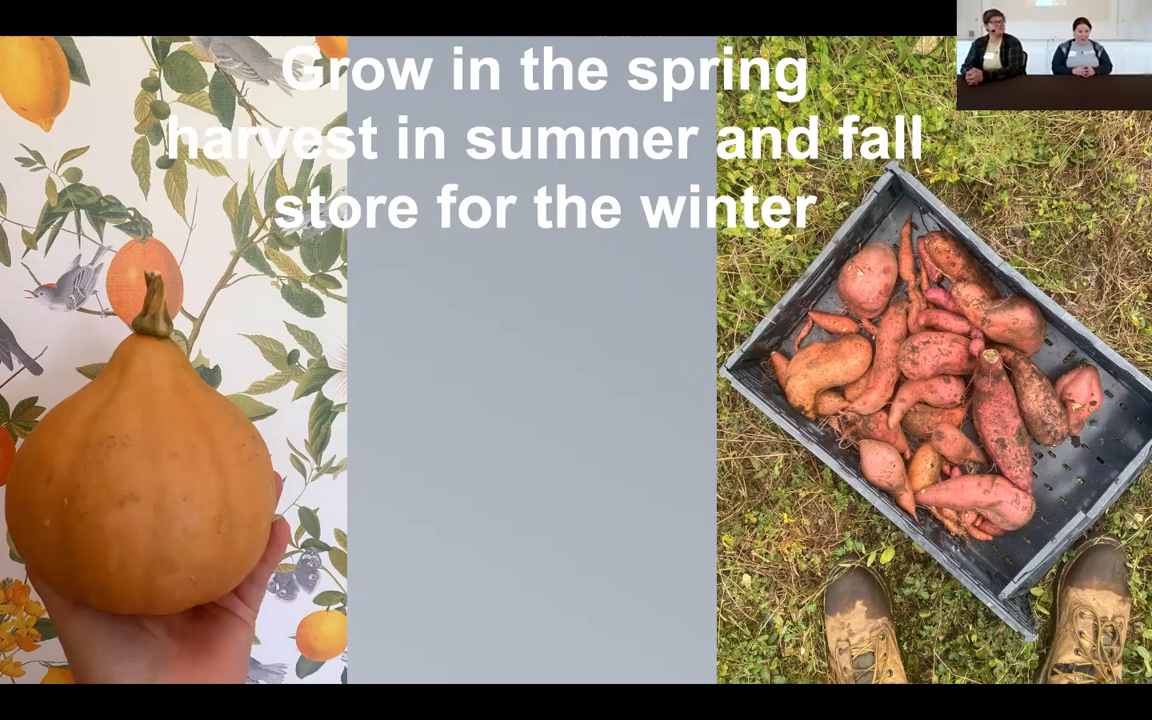 Grow in the spring
harvest in summer and fall
store for the winter